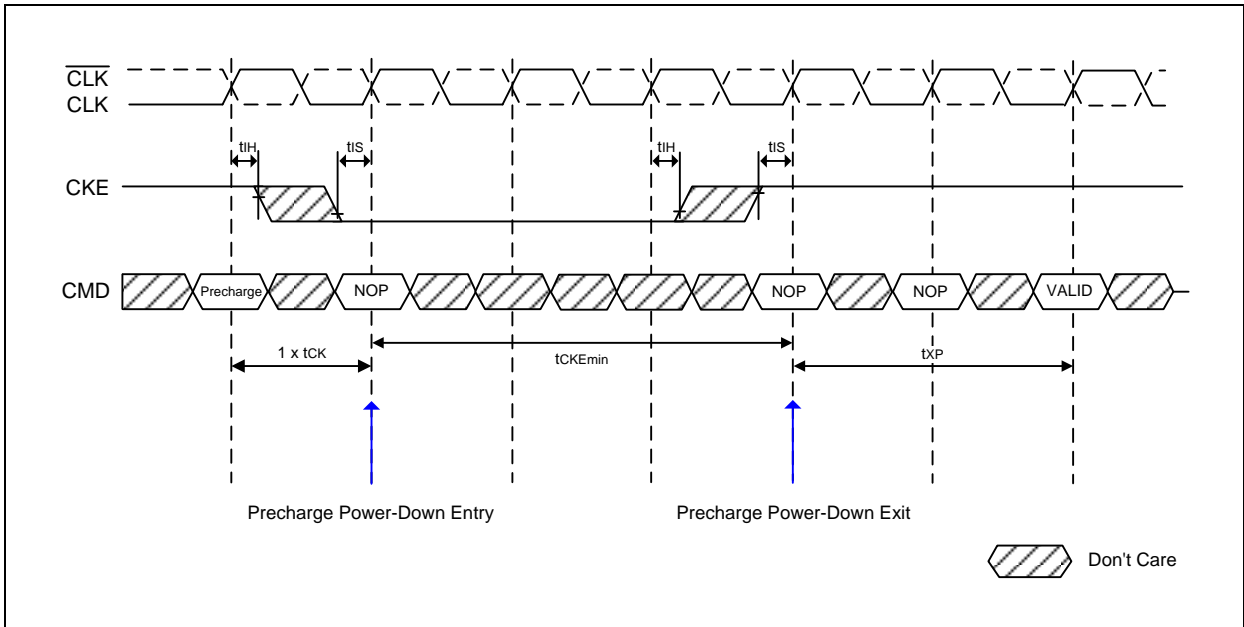 CLK
CLK
tIH
tIS
tIH
tIS
CKE
CMD
Precharge
NOP
NOP
NOP
VALID
1 x tCK
tCKEmin
tXP
Precharge Power-Down Entry
Precharge Power-Down Exit
Don't Care